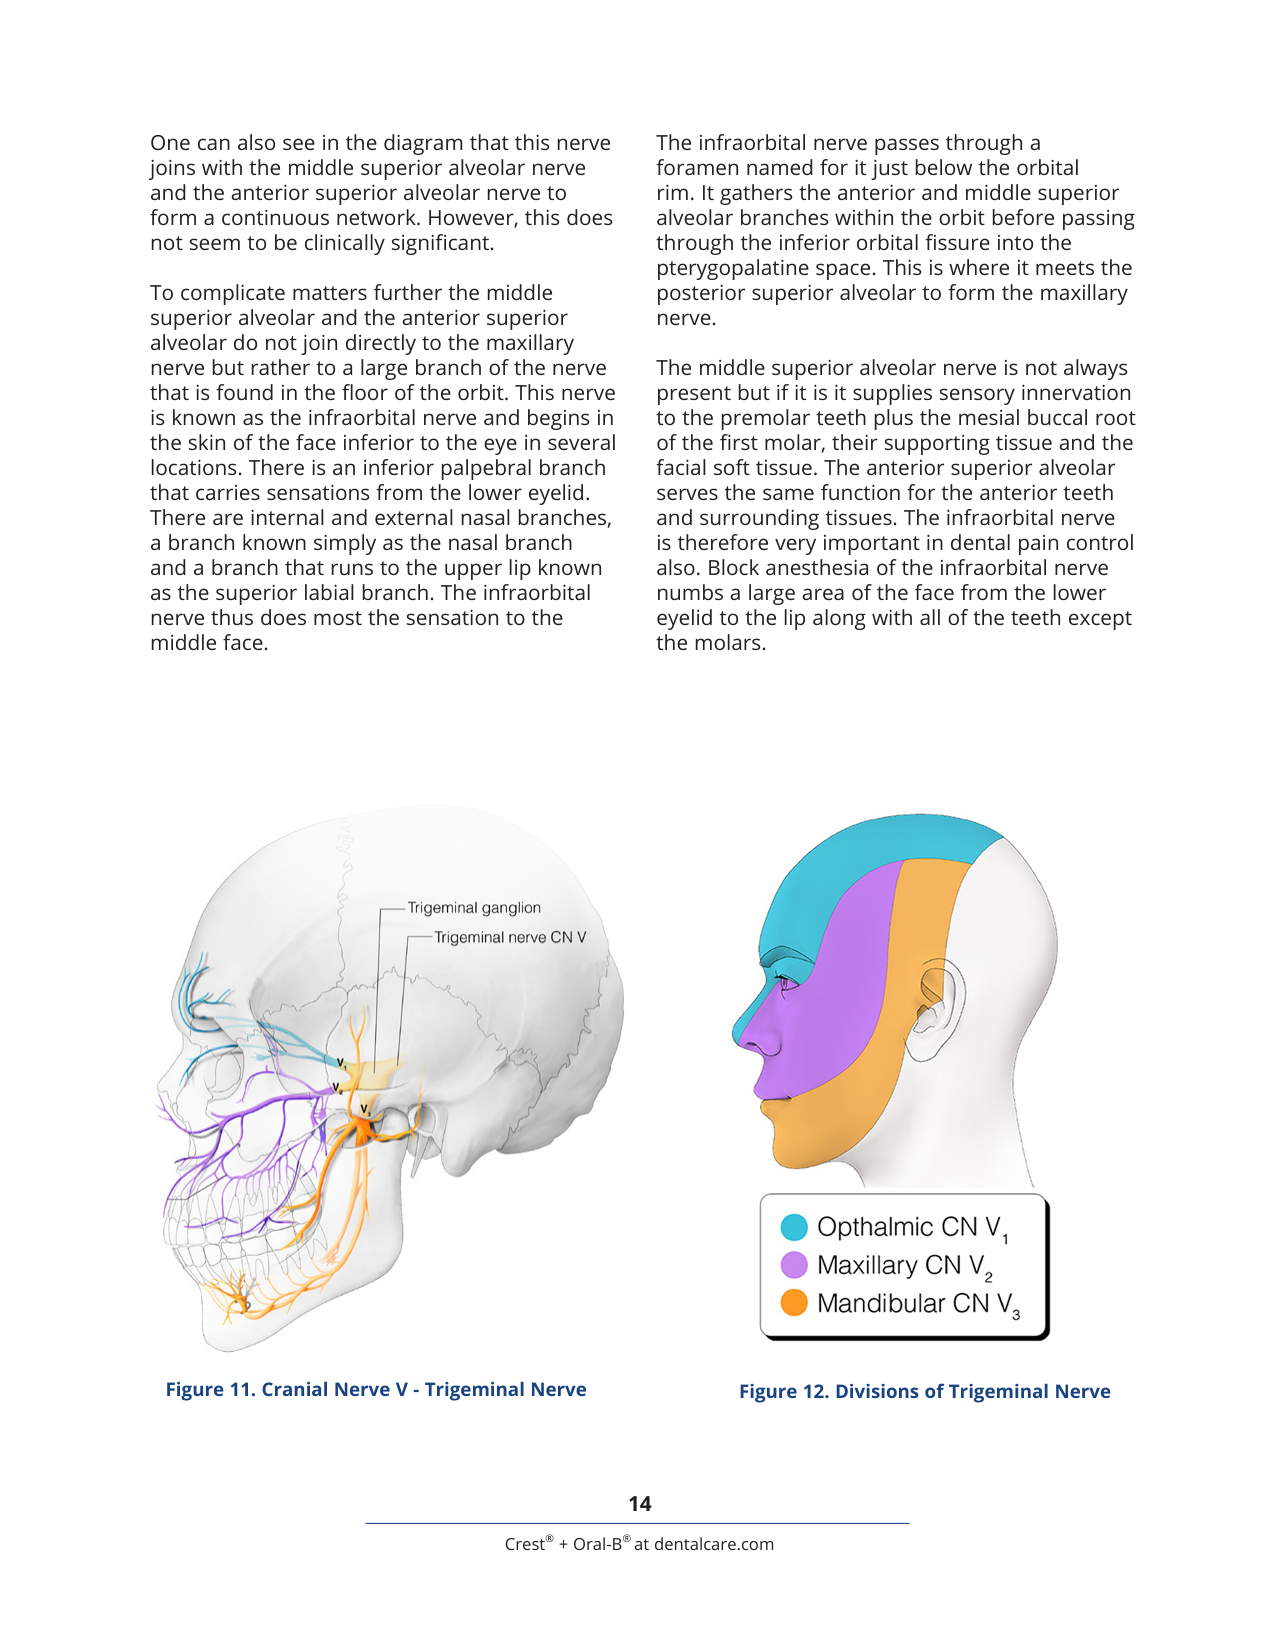 One can also see in the diagram that this nerve
joins with the middle superior alveolar nerve
and the anterior superior alveolar nerve to
form a continuous network. However, this does
not seem to be clinically significant.
To complicate matters further the middle
superior alveolar and the anterior superior
alveolar do not join directly to the maxillary
nerve but rather to a large branch of the nerve
that is found in the floor of the orbit. This nerve
is known as the infraorbital nerve and begins in
the skin of the face inferior to the eye in several
locations. There is an inferior palpebral branch
that carries sensations from the lower eyelid.
There are internal and external nasal branches,
a branch known simply as the nasal branch
and a branch that runs to the upper lip known
as the superior labial branch. The infraorbital
nerve thus does most the sensation to the
middle face.
The infraorbital nerve passes through a
foramen named for it just below the orbital
rim. It gathers the anterior and middle superior
alveolar branches within the orbit before passing
through the inferior orbital fissure into the
pterygopalatine space. This is where it meets the
posterior superior alveolar to form the maxillary
nerve.
The middle superior alveolar nerve is not always
present but if it is it supplies sensory innervation
to the premolar teeth plus the mesial buccal root
of the first molar, their supporting tissue and the
facial soft tissue. The anterior superior alveolar
serves the same function for the anterior teeth
and surrounding tissues. The infraorbital nerve
is therefore very important in dental pain control
also. Block anesthesia of the infraorbital nerve
numbs a large area of the face from the lower
eyelid to the lip along with all of the teeth except
the molars.
Trigeminal ganglion
Trigeminal nerve CN V
V1
V2
V3
Figure 11. Cranial Nerve V - Trigeminal Nerve
Opthalmic CN V1
Maxillary CN V2
Mandibular CN V3
Figure 12. Divisions of Trigeminal Nerve
14
Crest® + Oral-B® at dentalcare.com